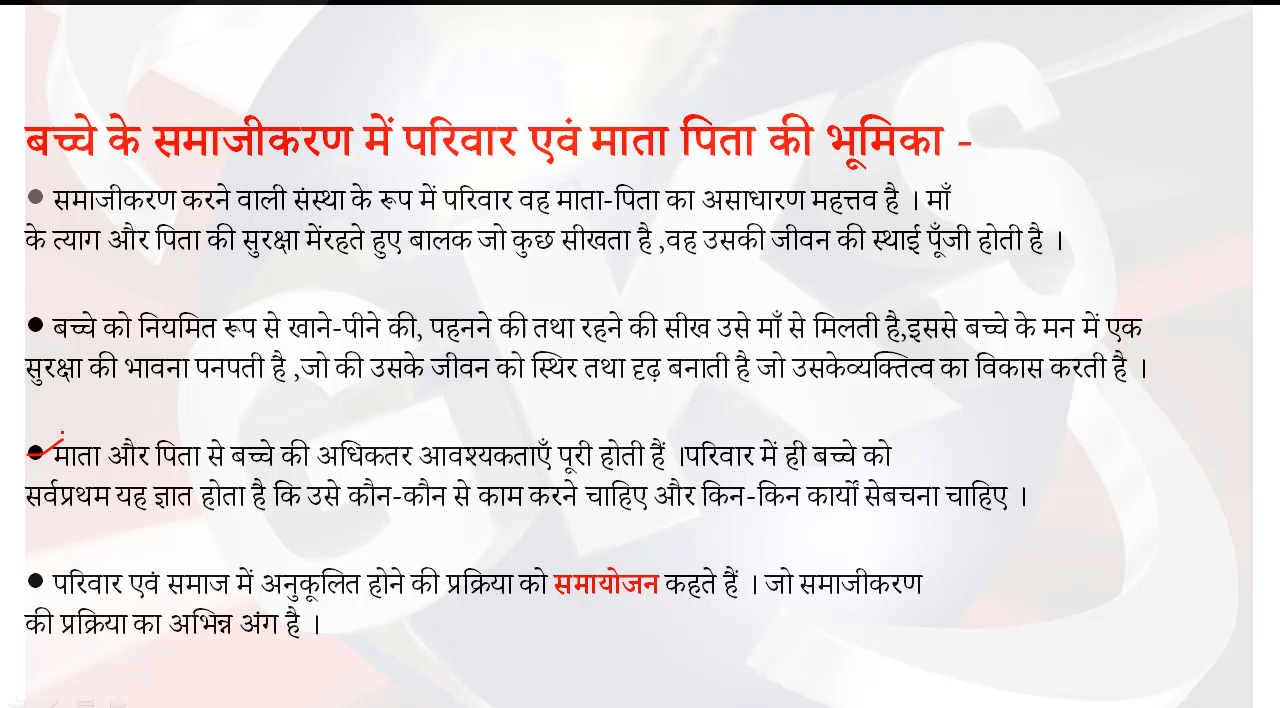 बच्चे के समाजीकरण में परिवार एवं माता पिता की भूमिका -
● समाजीकरण करने वाली संस्था के रूप में परिवार वह माता-पिता का असाधारण महत्तव है । माँ
के त्याग और पिता की सुरक्षा मेंरहते हुए बालक जो कुछ सीखता है ,वह उसकी जीवन की स्थाई पूँजी होती है ।
● बच्चे को नियमित रूप से खाने-पीने की, पहनने की तथा रहने की सीख उसे माँ से मिलती है,इससे बच्चे के मन में एक
सुरक्षा की भावना पनपती है ,जो की उसके जीवन को स्थिर तथा दृढ़ बनाती है जो उसकेव्यक्तित्व का विकास करती है ।
● माता और पिता से बच्चे की अधिकतर आवश्यकताएँ पूरी होती हैं ।परिवार में ही बच्चे को
सर्वप्रथम यह ज्ञात होता है कि उसे कौन-कौन से काम करने चाहिए और किन-किन कार्यों सेबचना चाहिए ।
● परिवार एवं समाज में अनुकूलित होने की प्रक्रिया को समायोजन कहते हैं । जो समाजीकरण
की प्रक्रिया का अभिन्न अंग है ।